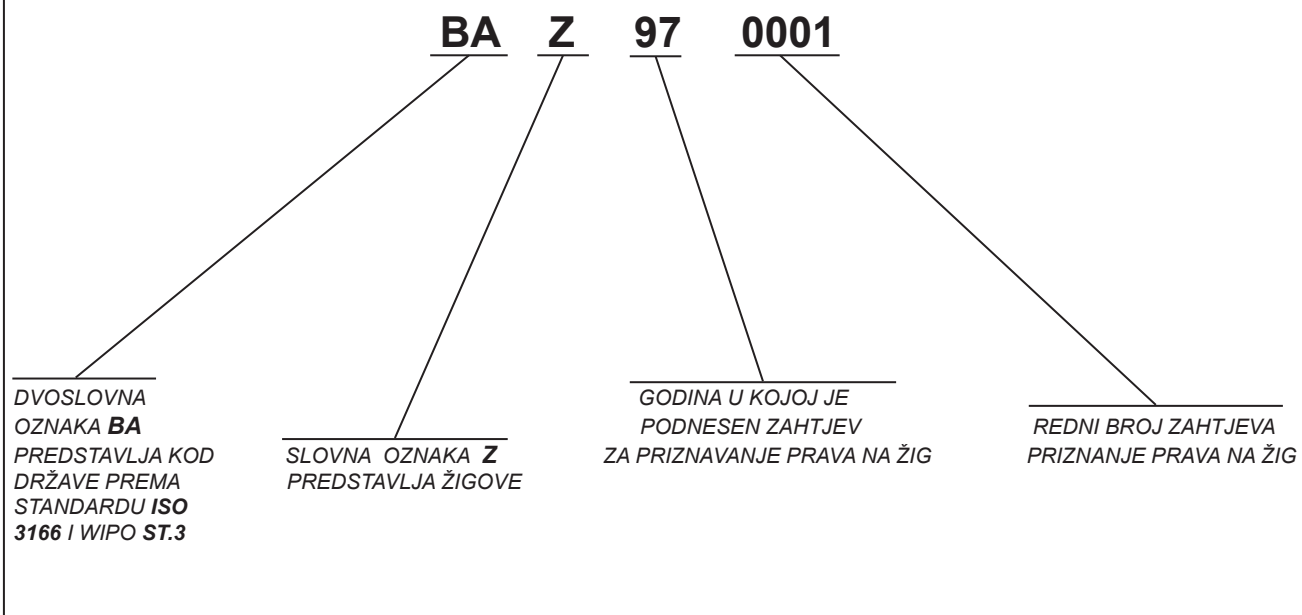 BA Z 97 0001
DVOSLOVNA
OZNAKA BA
PREDSTAVLJA KOD
DRŽAVE PREMA
STANDARDU ISO
3166 I WIPO ST.3
SLOVNA OZNAKA Z
PREDSTAVLJA ŽIGOVE
GODINA U KOJOJ JE
PODNESEN ZAHTJEV
ZA PRIZNAVANJE PRAVA NA ŽIG
REDNI BROJ ZAHTJEVA
PRIZNANJE PRAVA NA ŽIG